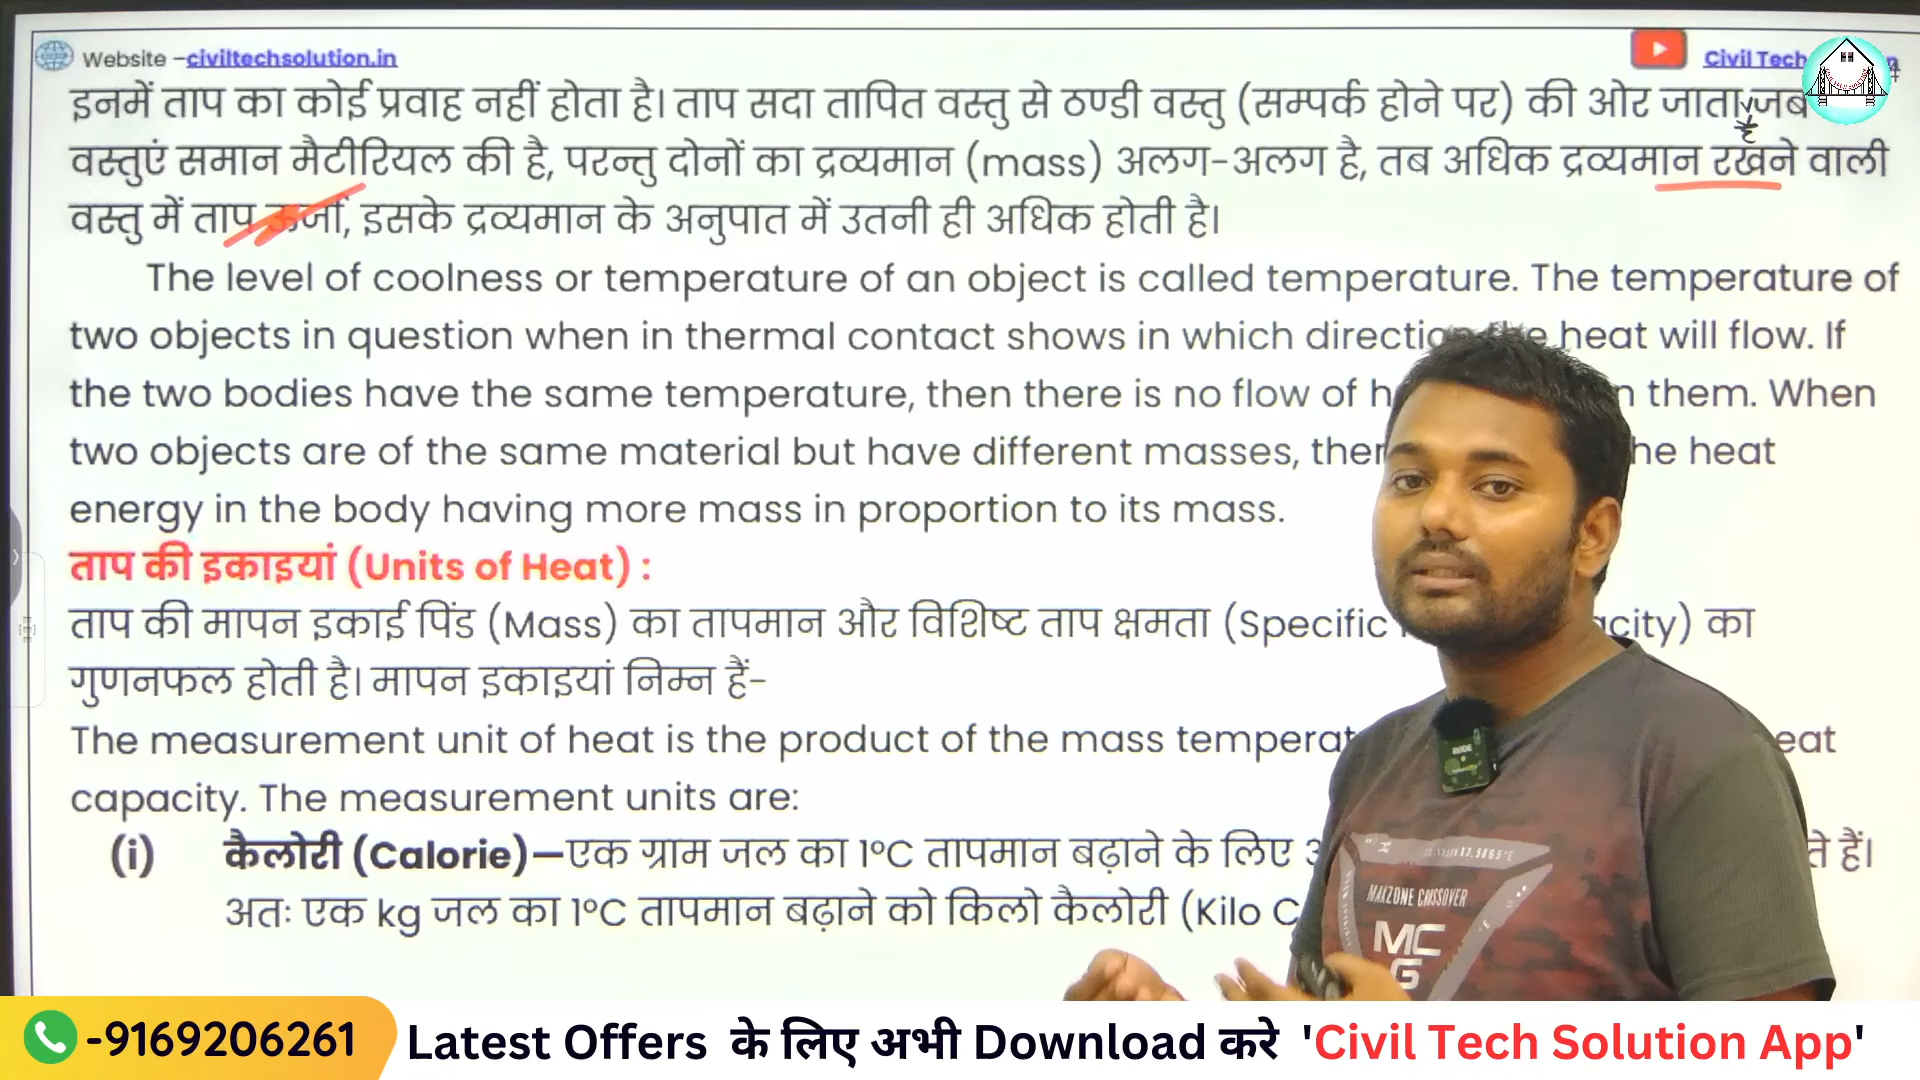 Website –civiltechsolution.in
Civil Tech
इनमें ताप का कोई प्रवाह नहीं होता है। ताप सदा तापित वस्तु से ठण्डी वस्तु (सम्पर्क होने पर) की ओर जाता है जब
वस्तुएं समान मैटीरियल की है, परन्तु दोनों का द्रव्यमान (mass) अलग-अलग है, तब अधिक द्रव्यमान रखने वाली
वस्तु में ताप ऊर्जा, इसके द्रव्यमान के अनुपात में उतनी ही अधिक होती है।
The level of coolness or temperature of an object is called temperature. The temperature of
two objects in question when in thermal contact shows in which direction the heat will flow. If
the two bodies have the same temperature, then there is no flow of them. When
two objects are of the same material but have different masses, heat
energy in the body having more mass in proportion to its mass.
ताप की इकाइयां (Units of Heat) :
ताप की मापन इकाई पिंड (Mass) का तापमान और विशिष्ट ताप क्षमता (Specific का
गुणनफल होती है। मापन इकाइयां निम्न हैं-
The measurement unit of heat is the product of the mass
capacity. The measurement units are:
(i) कैलोरी (Calorie)—एक ग्राम जल का 1°C तापमान बढ़ाने के लिए हैं।
अतः एक kg जल का 1°C तापमान बढ़ाने को किलो कैलोरी (Kilo
MAKZONE CROSSOVER
MC
G
-9169206261
Latest Offers के लिए अभी Download करे 'Civil Tech Solution App'